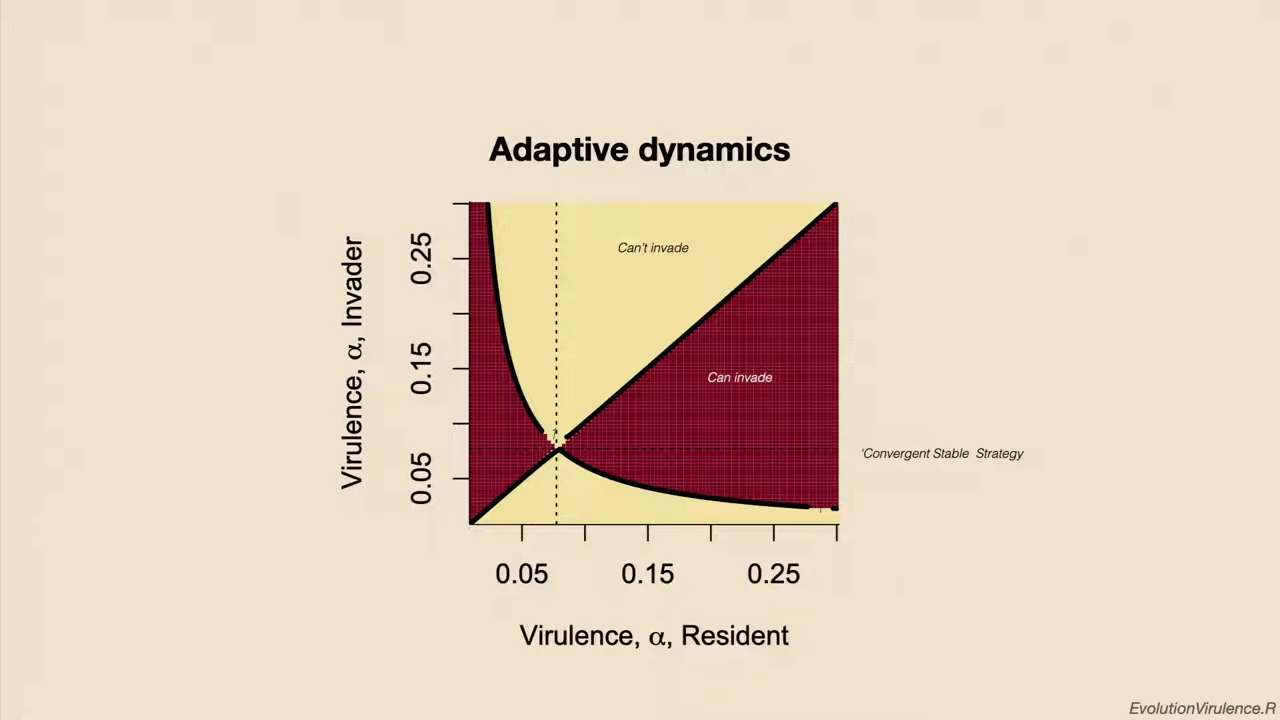 Adaptive dynamics
Can't invade
Can invade
'Convergent Stable Strategy
Virulence, α, Invader
0.25
0.15
0.05
0.05 0.15 0.25
Virulence, α, Resident
EvolutionVirulence.R